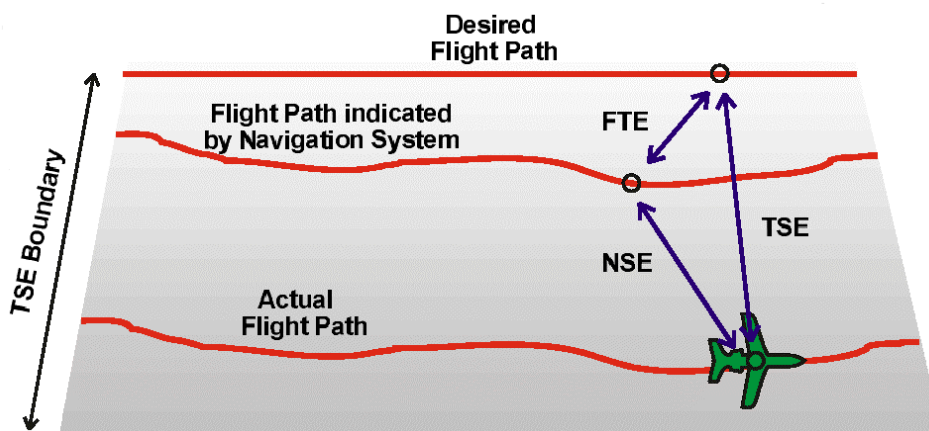 Desired
Flight Path
Flight Path indicated
by Navigation System
FTE
TSE Boundary
TSE
NSE
Actual
Flight Path